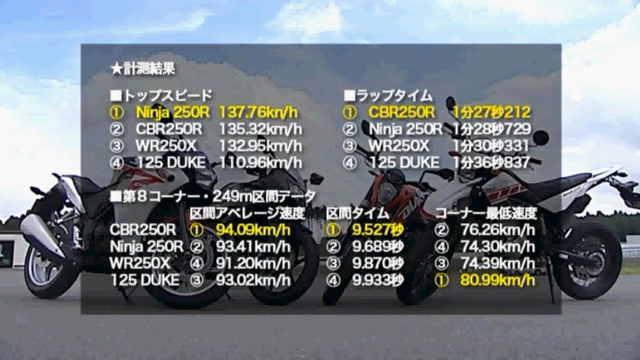 ★計測結果
■トップスピード
① Ninja 250R 137.76km/h
② CBR250R 135.32km/h
③ WR250X 132.95km/h
④ 125 DUKE 110.96km/h
■ラップタイム
① CBR250R 1分27秒212
② Ninja 250R 1分28秒729
③ WR250X 1分30秒331
④ 125 DUKE 1分36秒837
■第8コーナー・249m区間データ
区間アベレージ速度 区間タイム コーナー最低速度
CBR250R ① 94.09km/h ① 9.527秒 ② 76.26km/h
Ninja 250R ② 93.41km/h ② 9.689秒 ④ 74.30km/h
WR250X ④ 91.20km/h ③ 9.870秒 ③ 74.39km/h
125 DUKE ③ 93.02km/h ④ 9.933秒 ① 80.99km/h